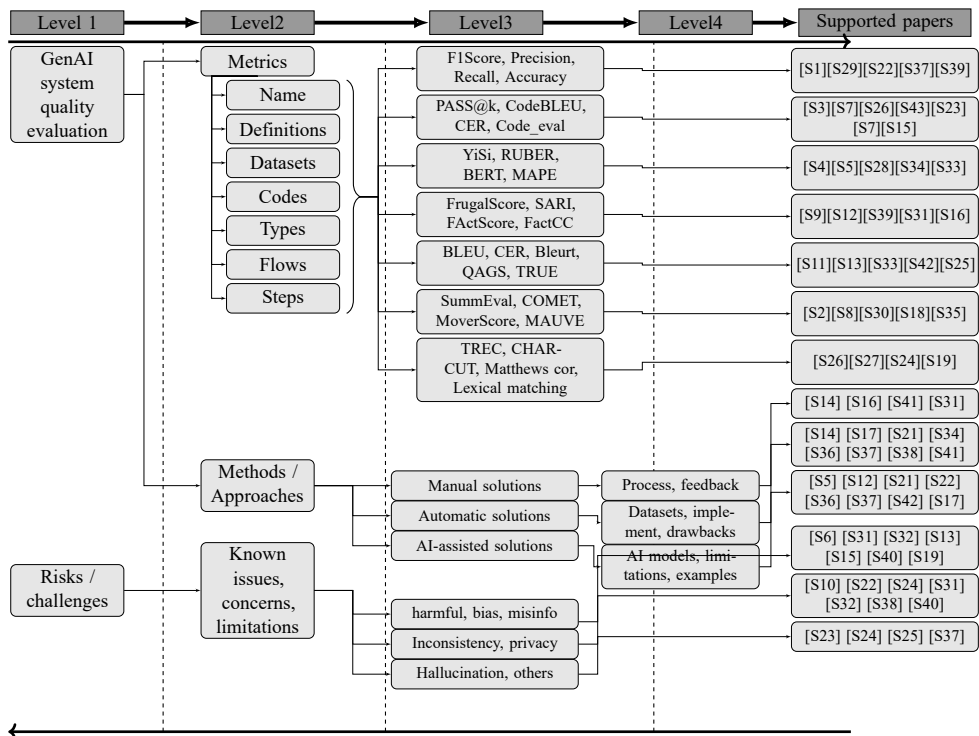 Level 1
Level2
Level3
Level4
Supported papers
GenAI
system
quality
evaluation
Metrics
Name
Definitions
Datasets
Codes
Types
Flows
Steps
F1Score, Precision,
Recall, Accuracy
[S1][S29][S22][S37][S39]
PASS@k, CodeBLEU,
CER, Code_eval
[S3][S7][S26][S43][S23]
[S7][S15]
YiSi, RUBER,
BERT, MAPE
[S4][S5][S28][S34][S33]
FrugalScore, SARI,
FActScore, FactCC
[S9][S12][S39][S31][S16]
BLEU, CER, Bleurt,
QAGS, TRUE
[S11][S13][S33][S42][S25]
SummEval, COMET,
MoverScore, MAUVE
[S2][S8][S30][S18][S35]
TREC, CHAR-
CUT, Matthews cor,
Lexical matching
[S26][S27][S24][S19]
Methods /
Approaches
Manual solutions
Automatic solutions
AI-assisted solutions
Process, feedback
Datasets, imple-
ment, drawbacks
AI models, limi-
tations, examples
[S14] [S16] [S41] [S31]
[S14] [S17] [S21] [S34]
[S36] [S37] [S38] [S41]
[S5] [S12] [S21] [S22]
[S36] [S37] [S42] [S17]
Risks /
challenges
Known
issues,
concerns,
limitations
harmful, bias, misinfo
Inconsistency, privacy
Hallucination, others
[S6] [S31] [S32] [S13]
[S15] [S40] [S19]
[S10] [S22] [S24] [S31]
[S32] [S38] [S40]
[S23] [S24] [S25] [S37]